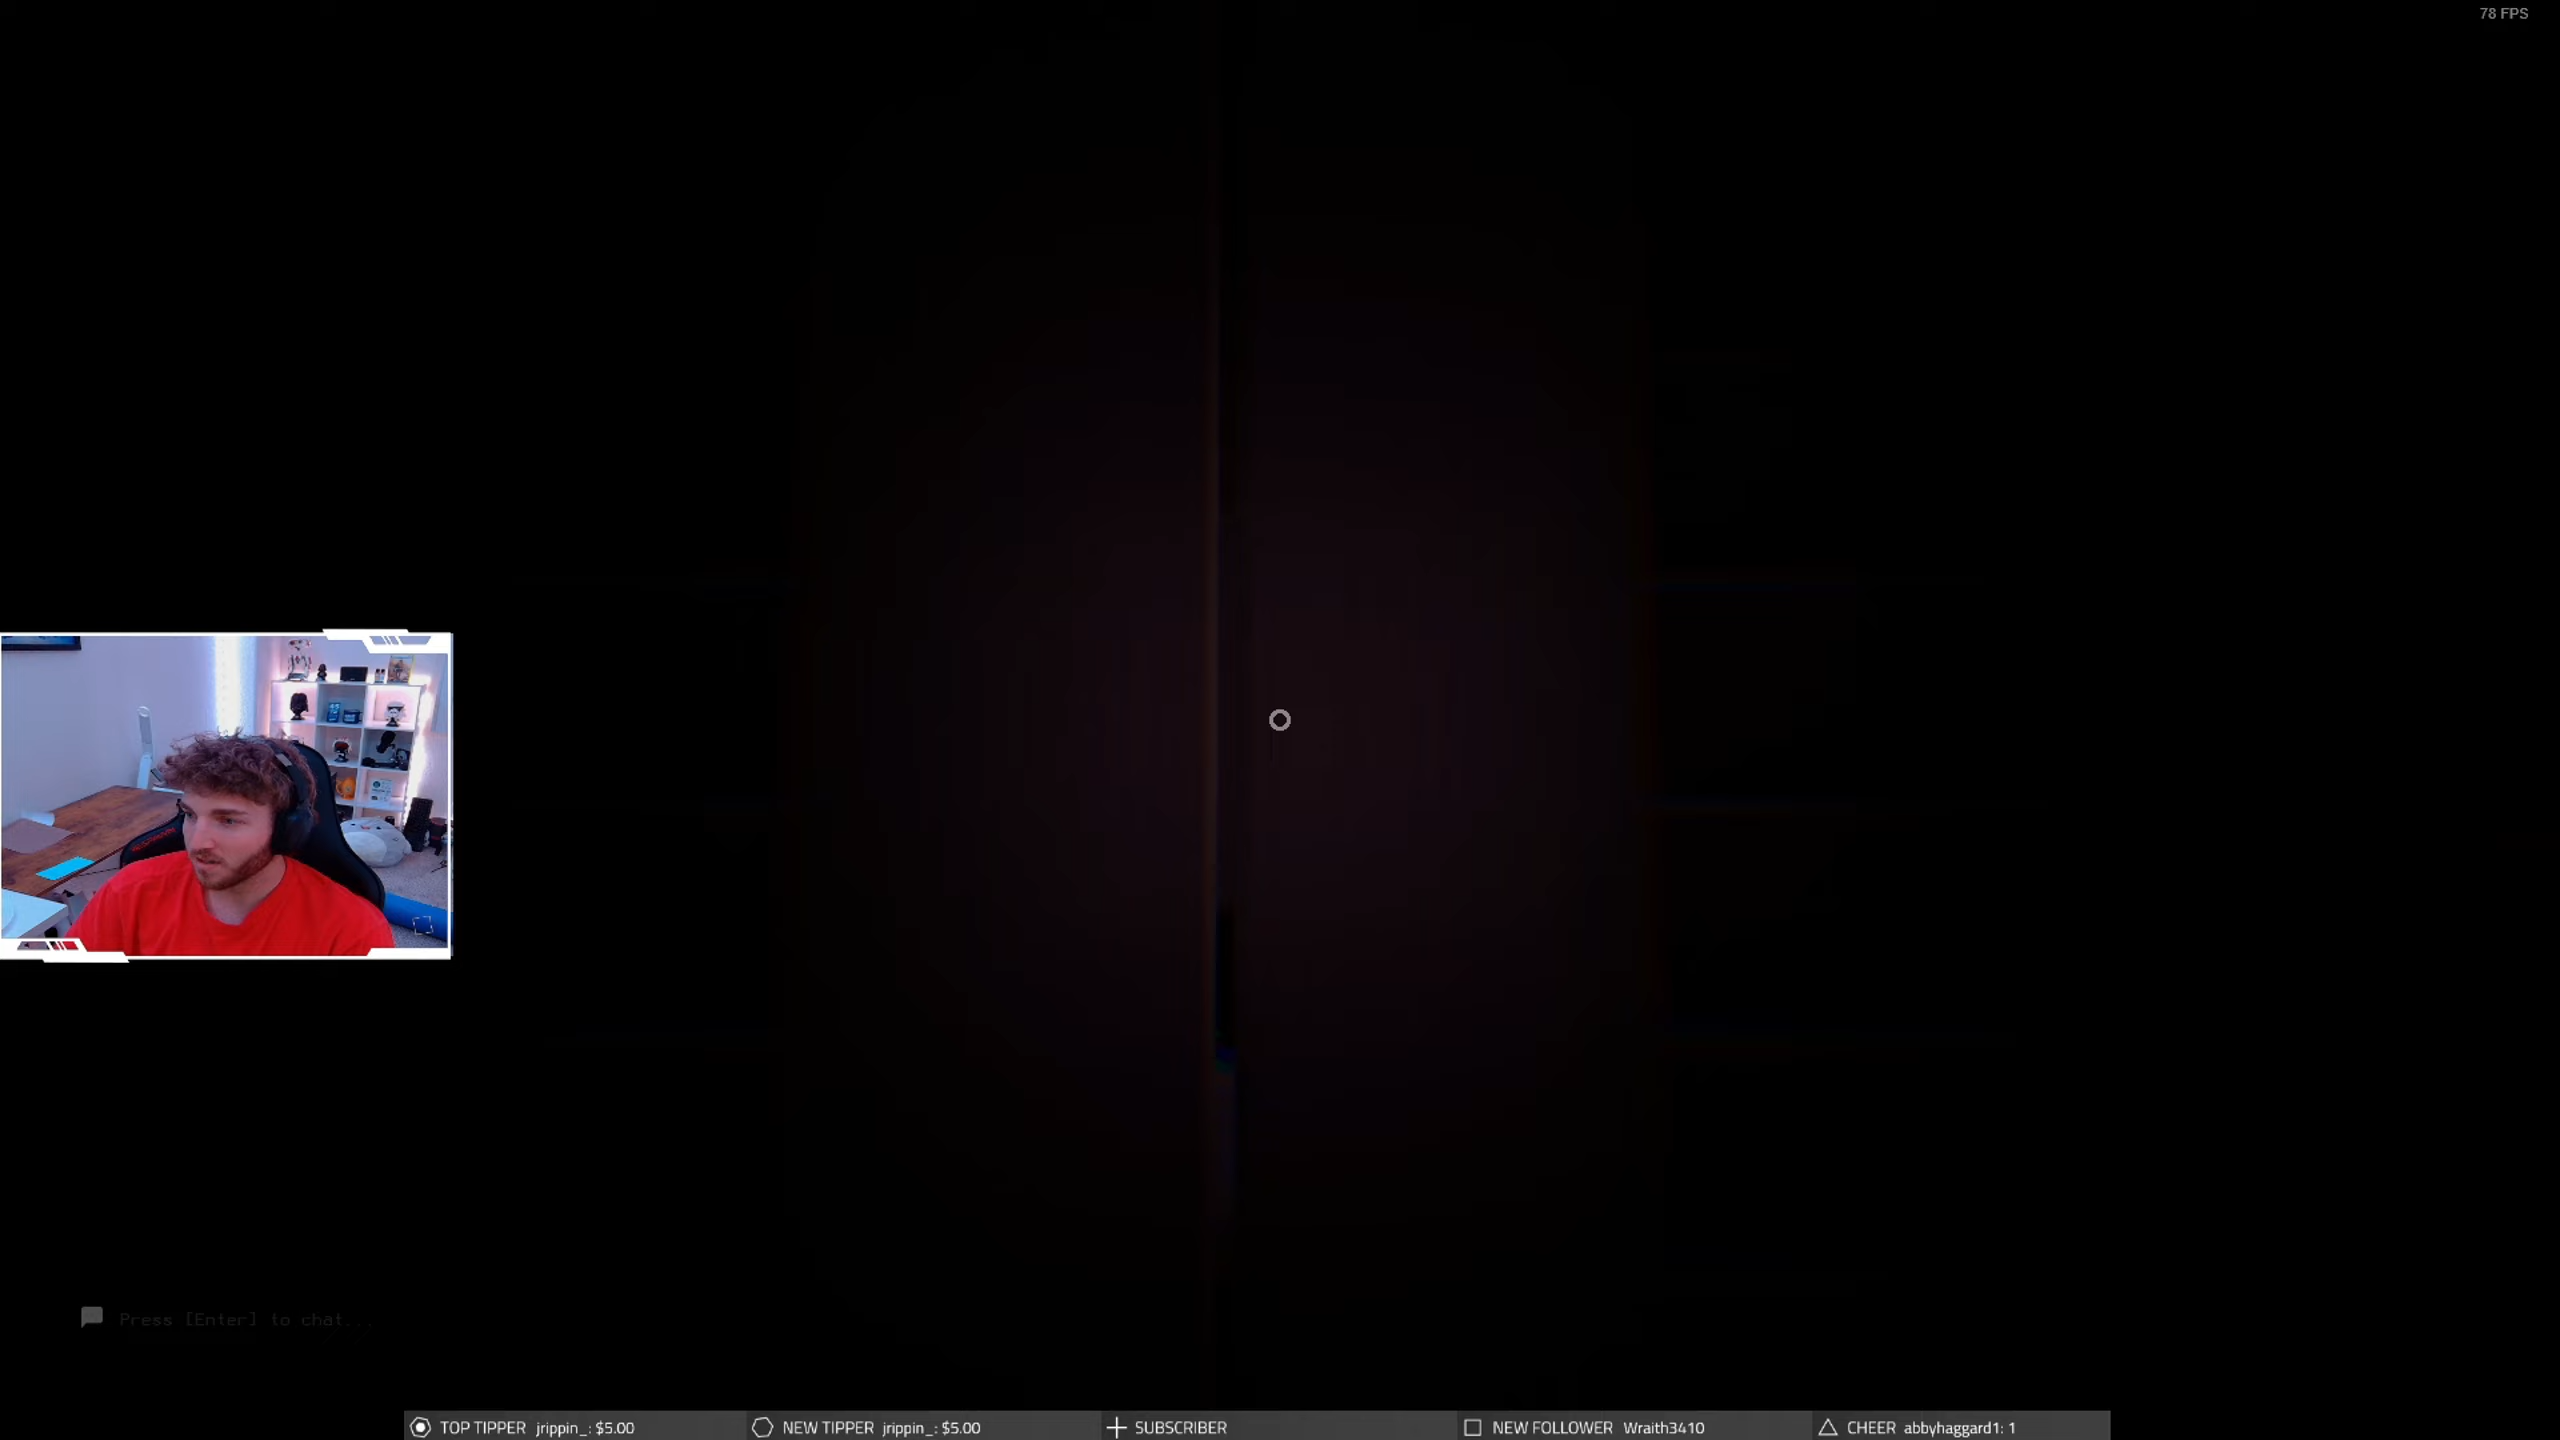 78 FPS
Press [Enter] to chat...
TOP TIPPER jrippin_: $5.00
NEW TIPPER jrippin_: $5.00
SUBSCRIBER
NEW FOLLOWER Wraith3410
CHEER abbyhaggard1: 1